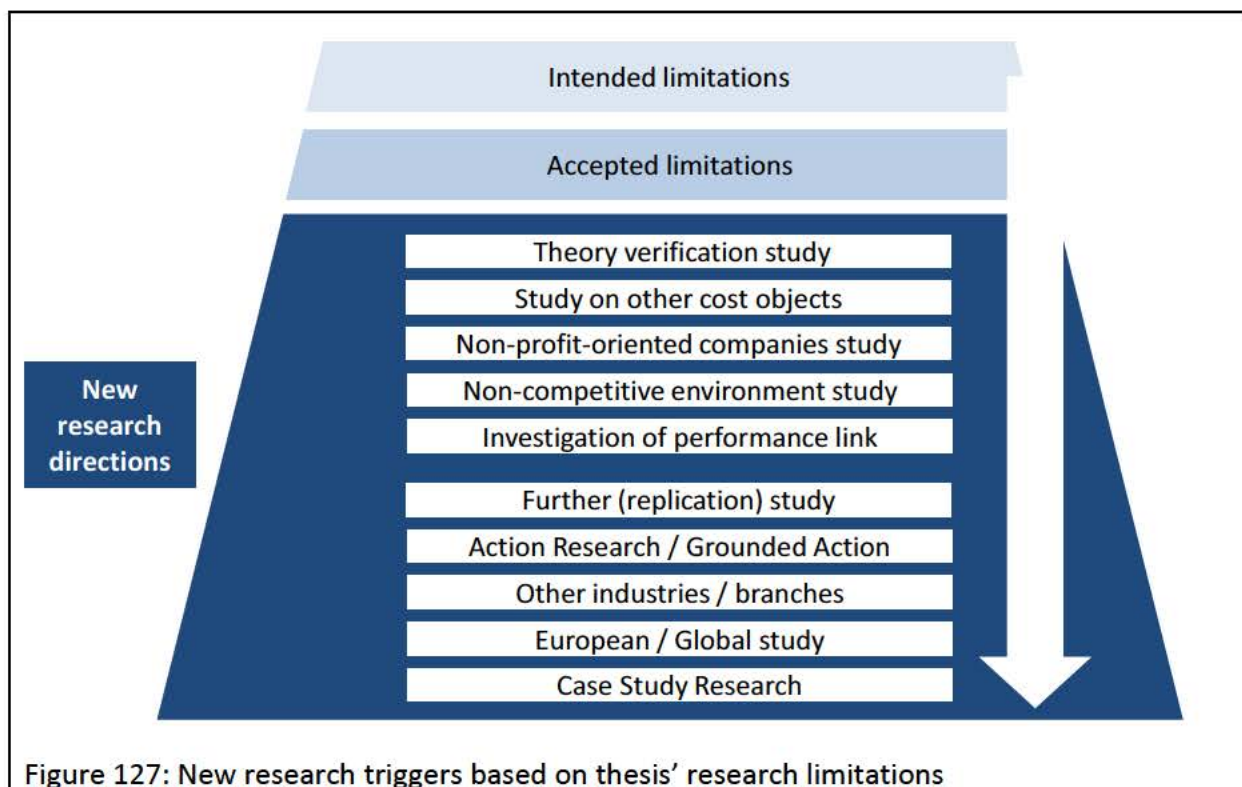 Intended limitations
Accepted limitations
New
research
directions
Theory verification study
Study on other cost objects
Non-profit-oriented companies study
Non-competitive environment study
Investigation of performance link
Further (replication) study
Action Research / Grounded Action
Other industries / branches
European / Global study
Case Study Research
Figure 127: New research triggers based on thesis’ research limitations